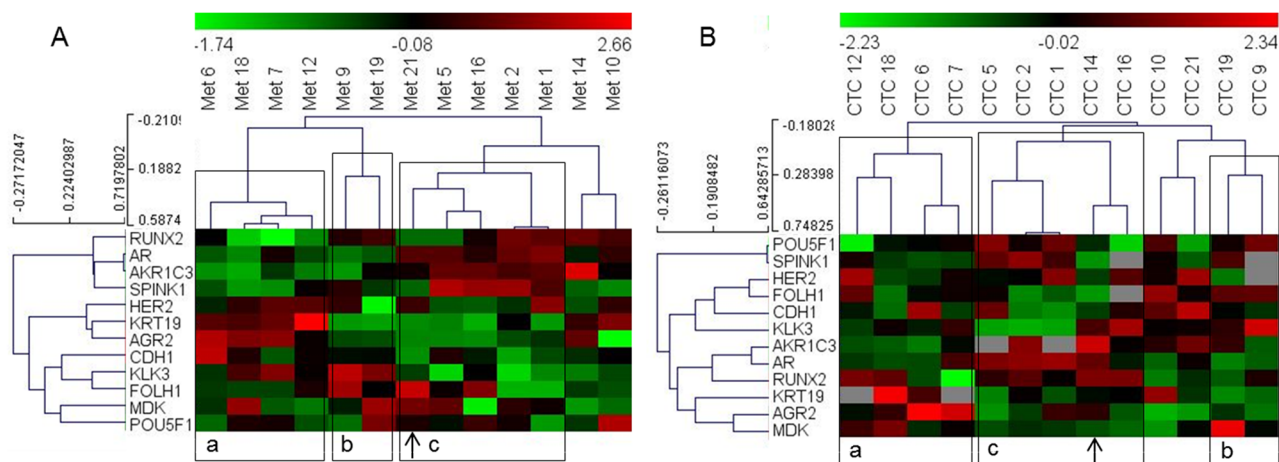 A
-1.74 -0.08 2.66
Met 6
Met 18
Met 7
Met 12
Met 9
Met 19
Met 21
Met 5
Met 16
Met 2
Met 1
Met 14
Met 10
-0.2109
0.1882
0.5874
-0.27172047
0.22402987
0.7197802
RUNX2
AR
AKR1C3
SPINK1
HER2
KRT19
AGR2
CDH1
KLK3
FOLH1
MDK
POU5F1
a b c
B
-2.23 -0.02 2.34
CTC 12
CTC 18
CTC 6
CTC 7
CTC 5
CTC 2
CTC 1
CTC 14
CTC 16
CTC 10
CTC 21
CTC 19
CTC 9
-0.18028
0.28398
0.74825
-0.26116073
0.1908482
0.64285713
POU5F1
SPINK1
HER2
FOLH1
CDH1
KLK3
AKR1C3
AR
RUNX2
KRT19
AGR2
MDK
a c b